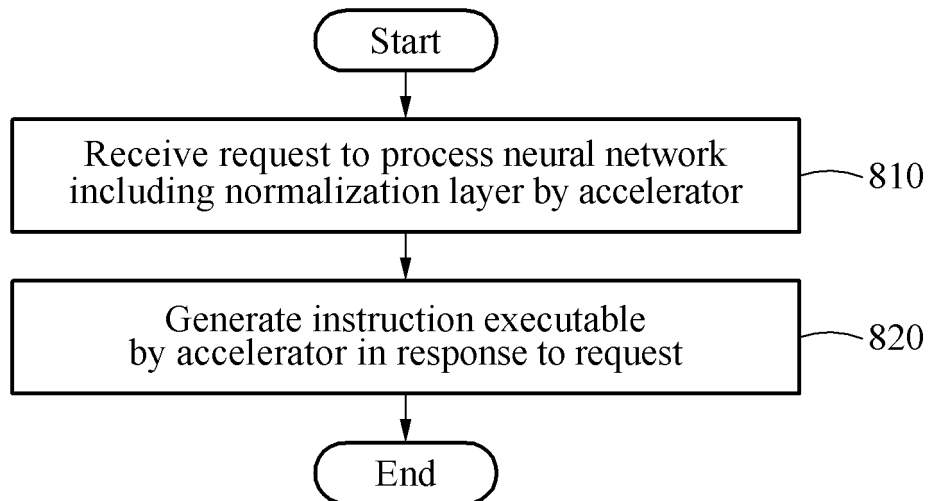 Start
Receive request to process neural network
including normalization layer by accelerator
810
Generate instruction executable
by accelerator in response to request
820
End